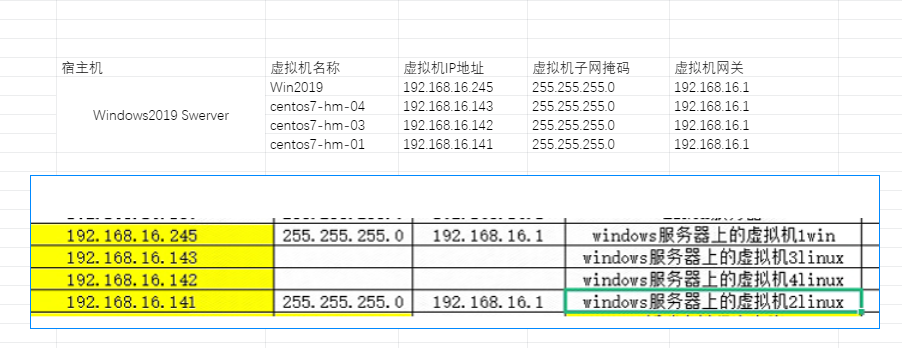 宿主机 虚拟机名称 虚拟机IP地址 虚拟机子网掩码 虚拟机网关
Win2019 192.168.16.245 255.255.255.0 192.168.16.1
centos7-hm-04 192.168.16.143 255.255.255.0 192.168.16.1
Windows2019 Swerver
centos7-hm-03 192.168.16.142 255.255.255.0 192.168.16.1
centos7-hm-01 192.168.16.141 255.255.255.0 192.168.16.1
192.168.16.245 255.255.255.0 192.168.16.1 windows服务器上的虚拟机1win
192.168.16.143 windows服务器上的虚拟机3linux
192.168.16.142 windows服务器上的虚拟机4linux
192.168.16.141 255.255.255.0 192.168.16.1 windows服务器上的虚拟机2linux